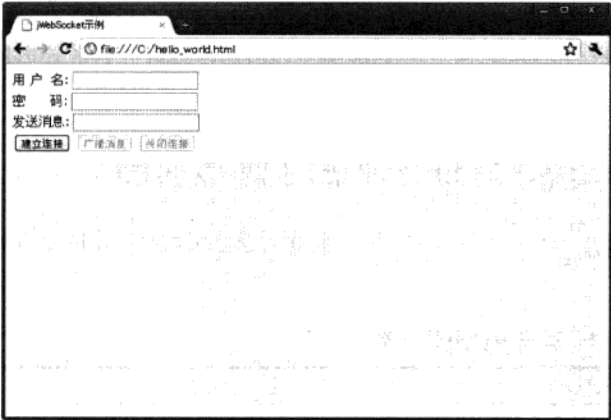 jWebSocket示例
file:///C:/hello_world.html
用 户 名:
密 码:
发送消息:
建立连接 广播消息 关闭连接